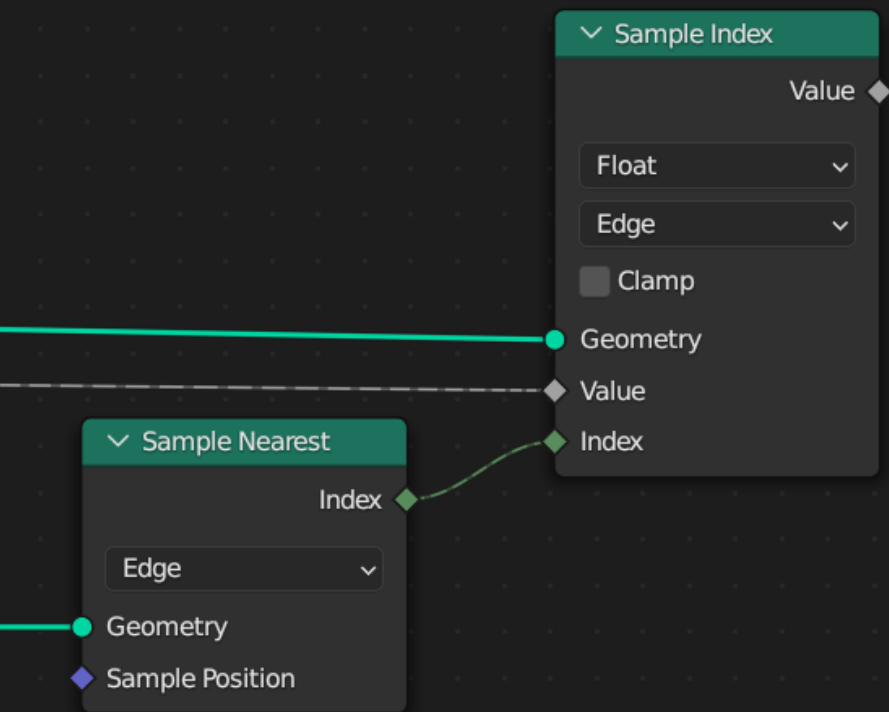 Sample Index
Value
Float
Edge
Clamp
Geometry
Value
Index
Sample Nearest
Index
Edge
Geometry
Sample Position